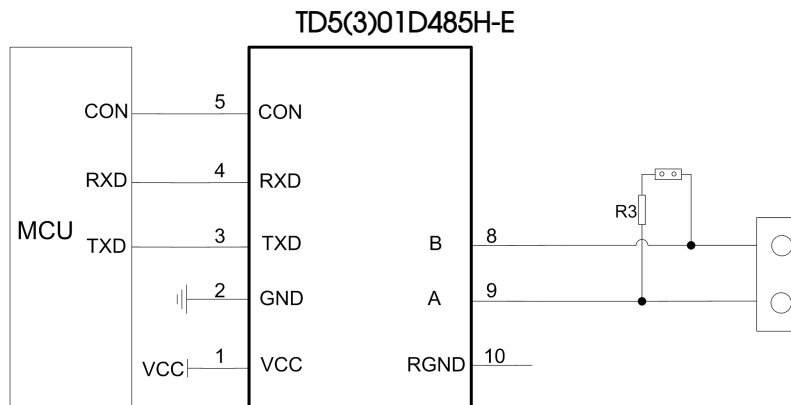 TD5(3)01D485H-E
CON 5 CON
RXD 4 RXD
R3
MCU
TXD 3 TXD B 8
2 GND A 9
VCC 1 VCC RGND 10